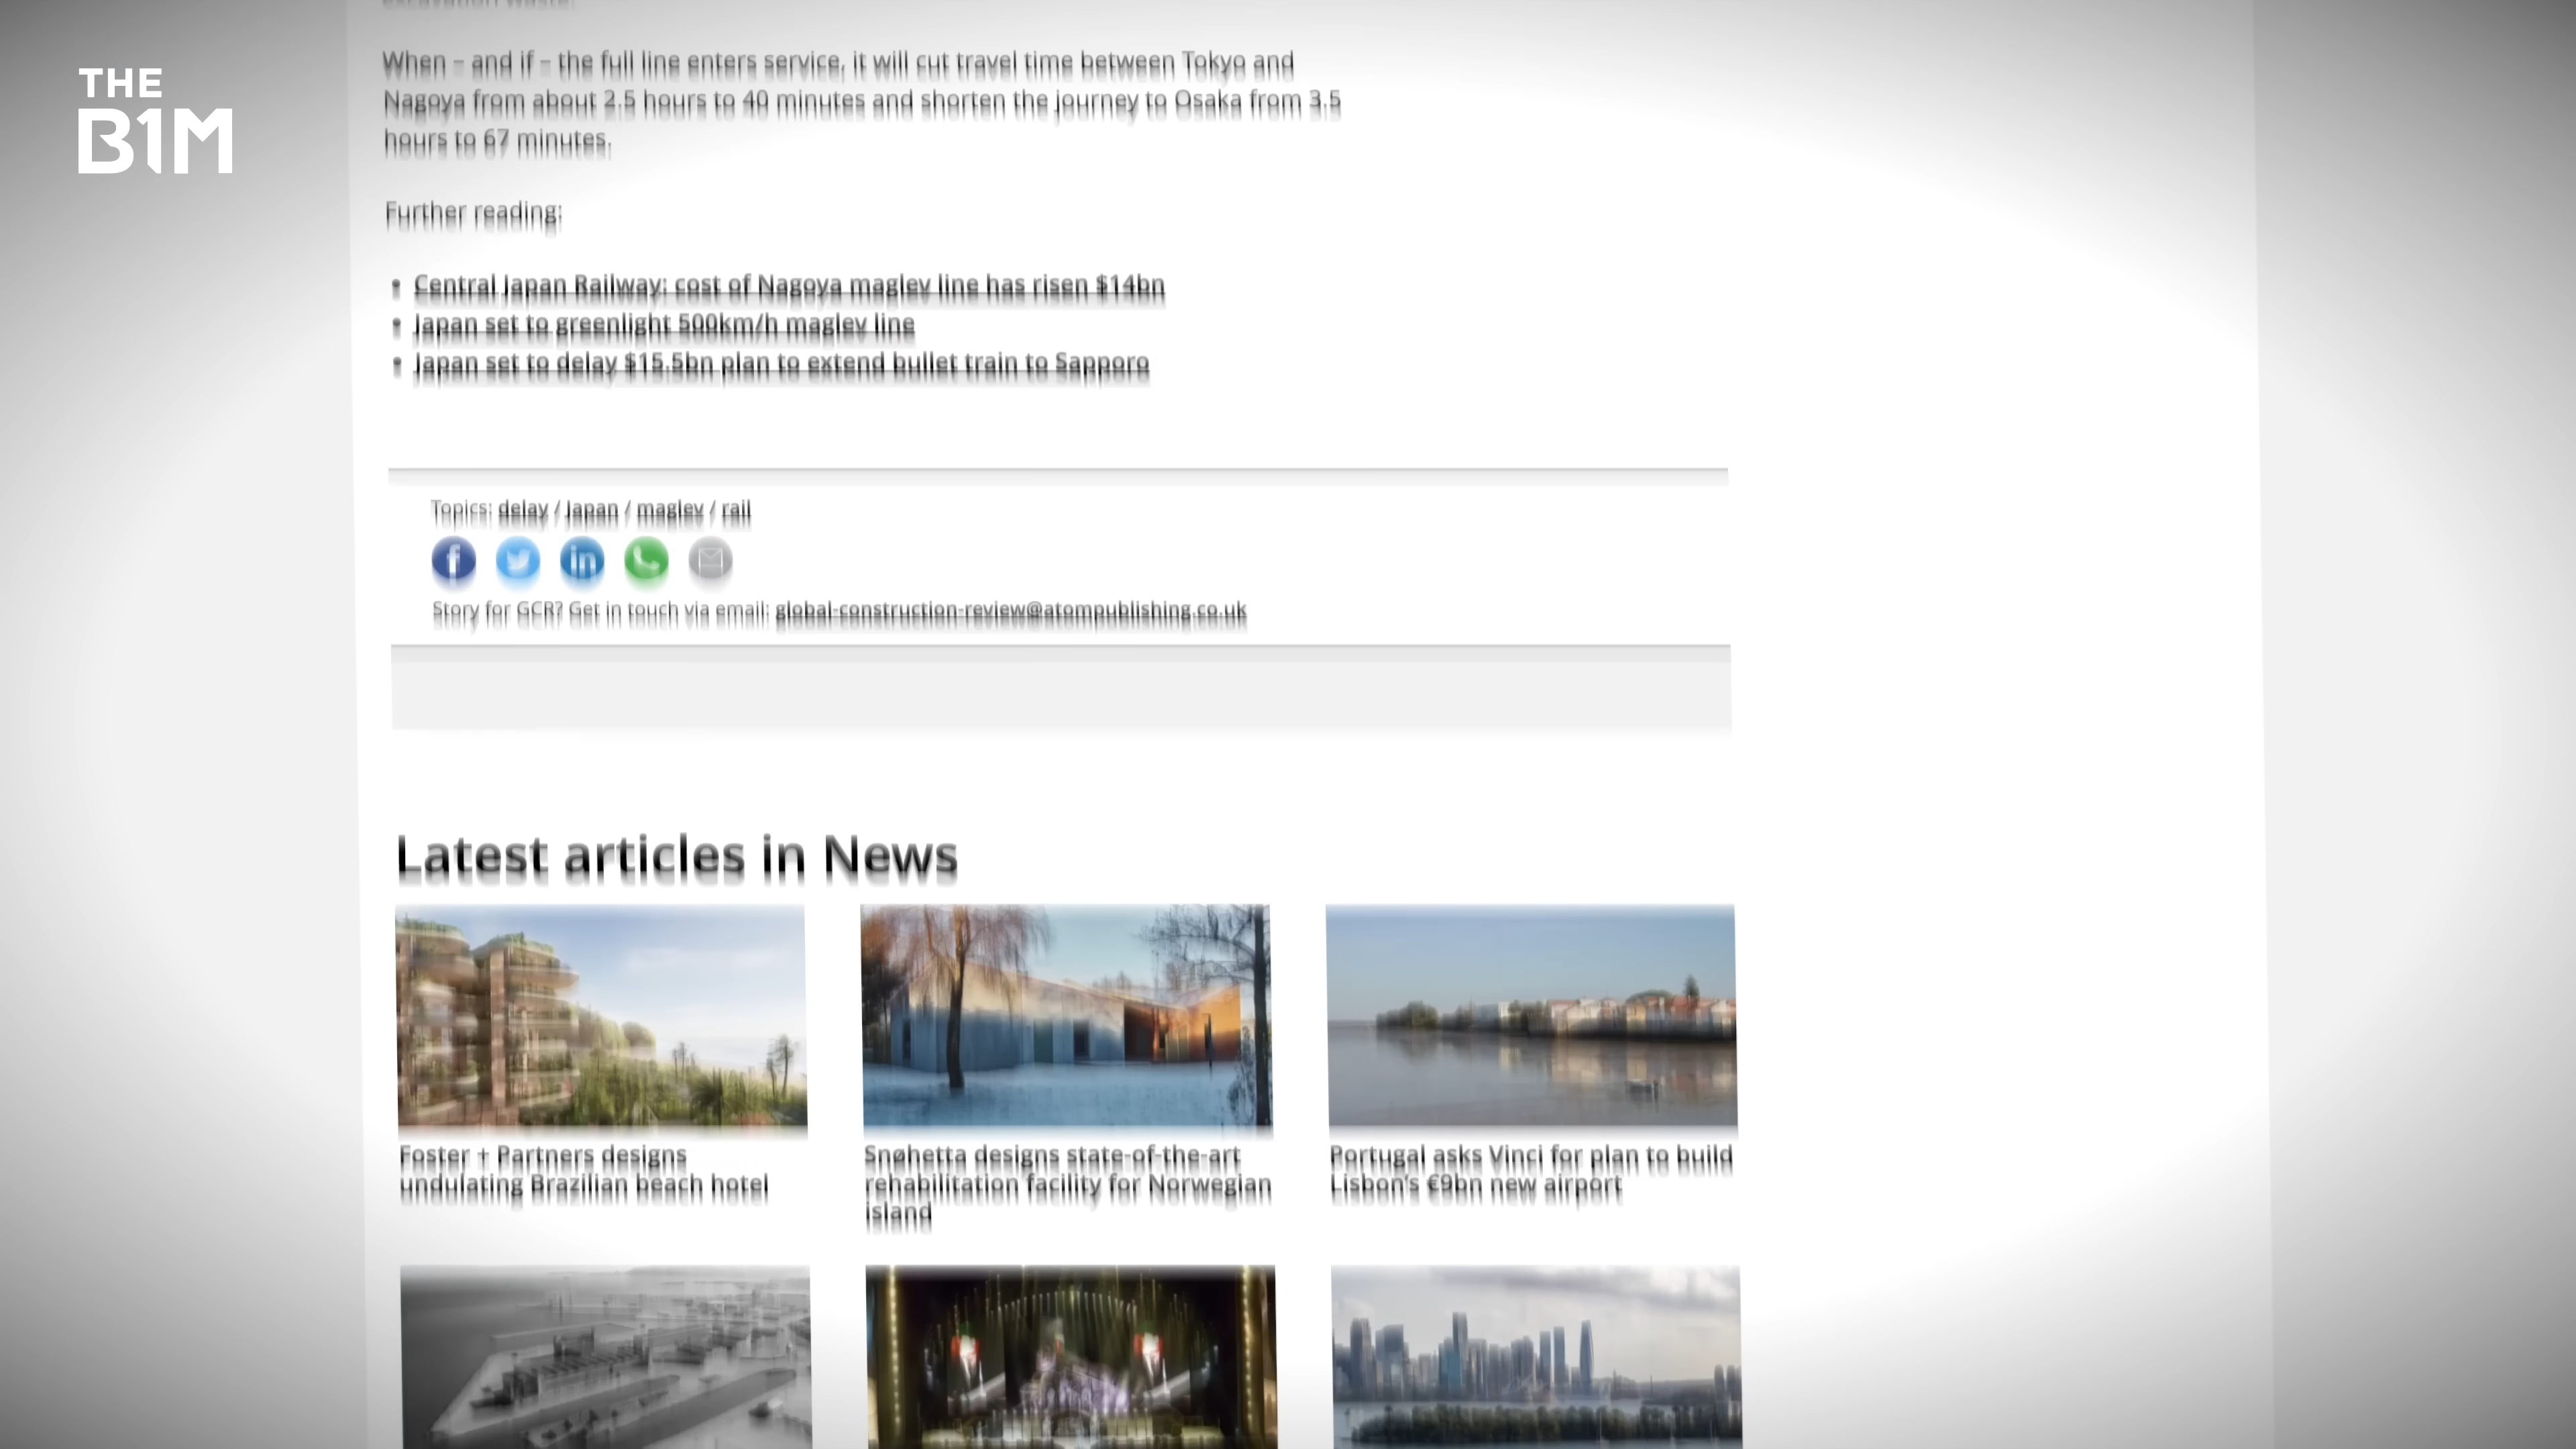 THE
B1M
excavation waste.
When – and if – the full line enters service, it will cut travel time between Tokyo and
Nagoya from about 2.5 hours to 40 minutes and shorten the journey to Osaka from 3.5
hours to 67 minutes.
Further reading:
• Central Japan Railway: cost of Nagoya maglev line has risen $14bn
• Japan set to greenlight 500km/h maglev line
• Japan set to delay $15.5bn plan to extend bullet train to Sapporo
Topics: delay / Japan / maglev / rail
f in
Story for GCR? Get in touch via email: global-construction-review@atompublishing.co.uk
Latest articles in News
Foster + Partners designs
undulating Brazilian beach hotel
Snøhetta designs state-of-the-art
rehabilitation facility for Norwegian
island
Portugal asks Vinci for plan to build
Lisbon's €9bn new airport